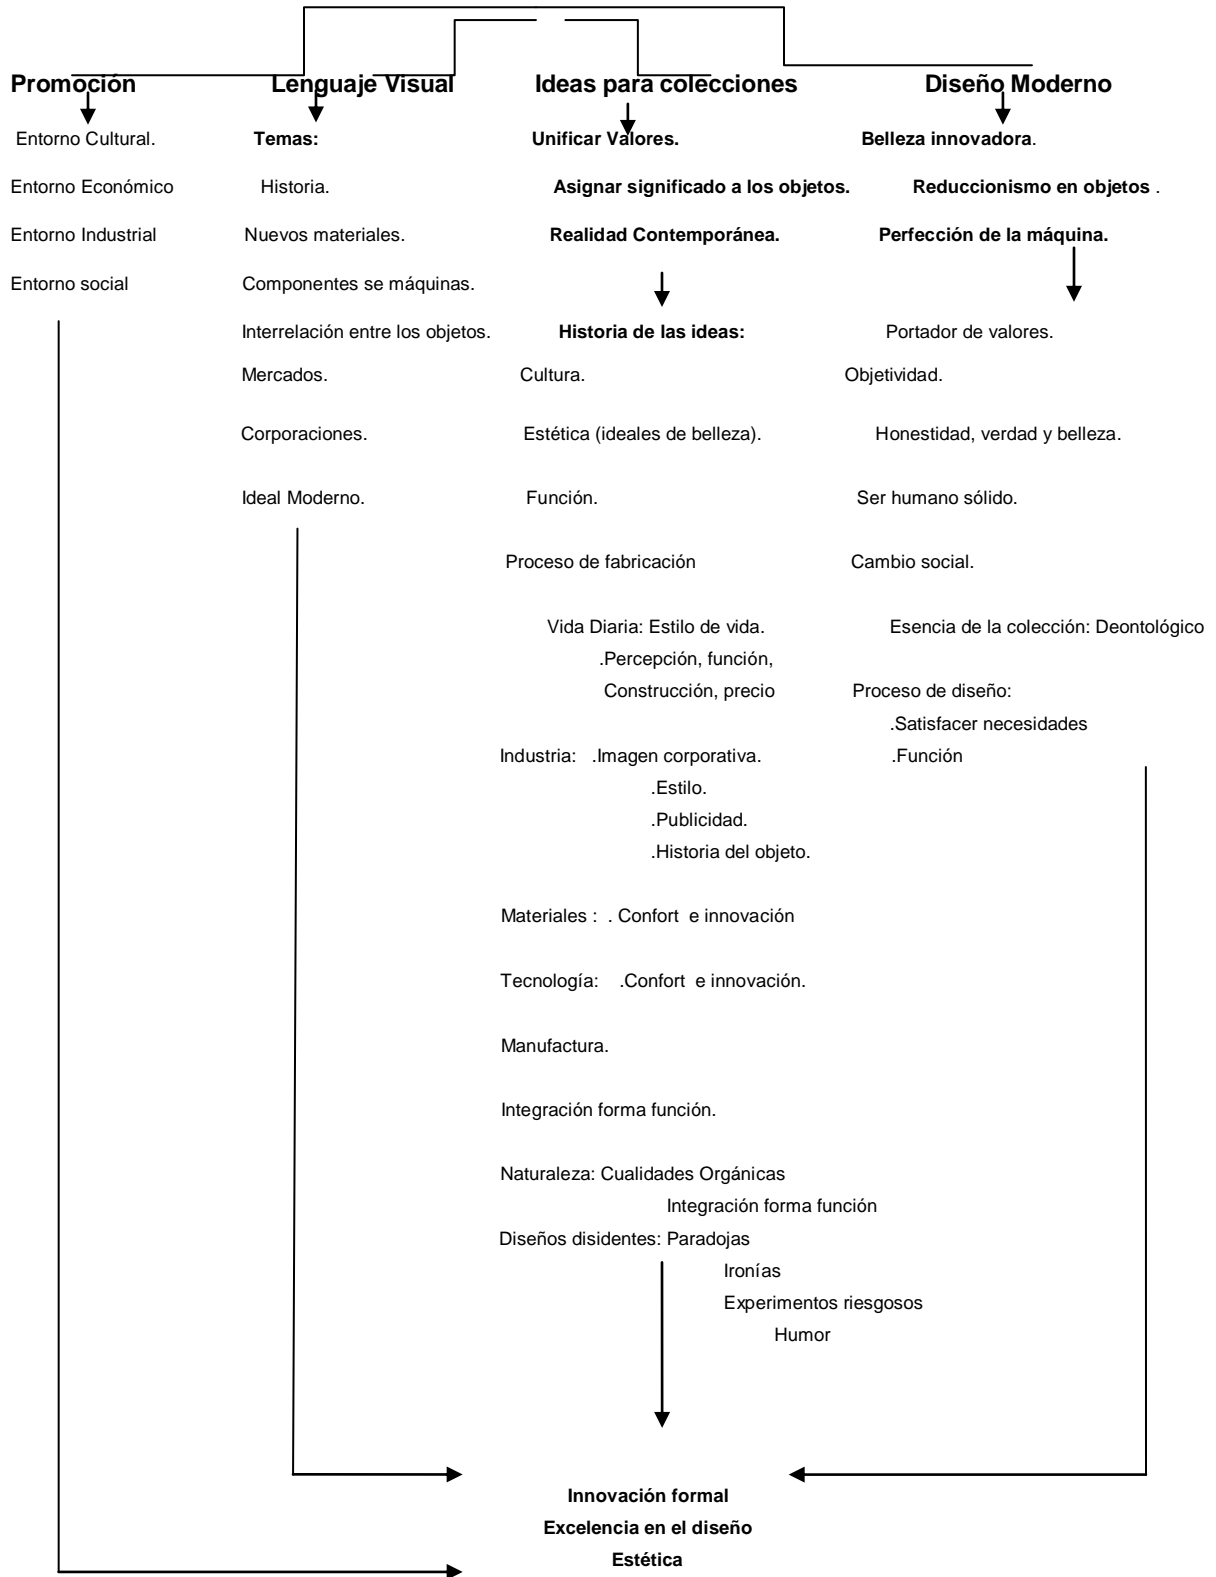 Promoción Lenguaje Visual Ideas para colecciones Diseño Moderno
Entorno Cultural. Temas: Unificar Valores. Belleza innovadora.
Entorno Económico Historia. Asignar significado a los objetos. Reduccionismo en objetos .
Entorno Industrial Nuevos materiales. Realidad Contemporánea. Perfección de la máquina.
Entorno social Componentes se máquinas.
Interrelación entre los objetos. Historia de las ideas: Portador de valores.
Mercados. Cultura. Objetividad.
Corporaciones. Estética (ideales de belleza). Honestidad, verdad y belleza.
Ideal Moderno. Función. Ser humano sólido.
Proceso de fabricación Cambio social.
Vida Diaria: Estilo de vida. Esencia de la colección: Deontológico
.Percepción, función,
Construcción, precio Proceso de diseño:
.Satisfacer necesidades
Industria: .Imagen corporativa. .Función
.Estilo.
.Publicidad.
.Historia del objeto.
Materiales : . Confort e innovación
Tecnología: .Confort e innovación.
Manufactura.
Integración forma función.
Naturaleza: Cualidades Orgánicas
Integración forma función
Diseños disidentes: Paradojas
Ironías
Experimentos riesgosos
Humor
Innovación formal
Excelencia en el diseño
Estética